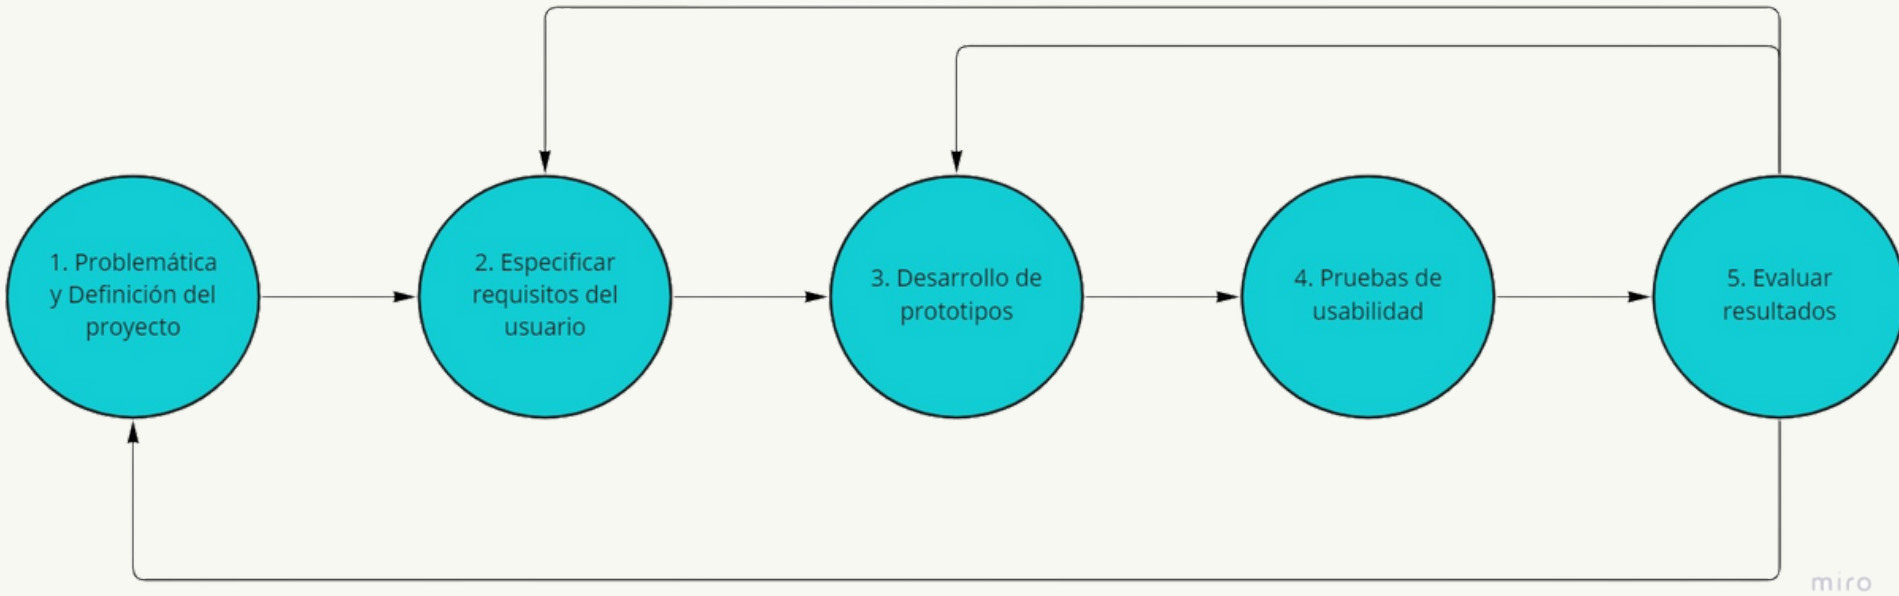 1. Problemática
y Definición del
proyecto
2. Especificar
requisitos del
usuario
3. Desarrollo de
prototipos
4. Pruebas de
usabilidad
5. Evaluar
resultados
miro